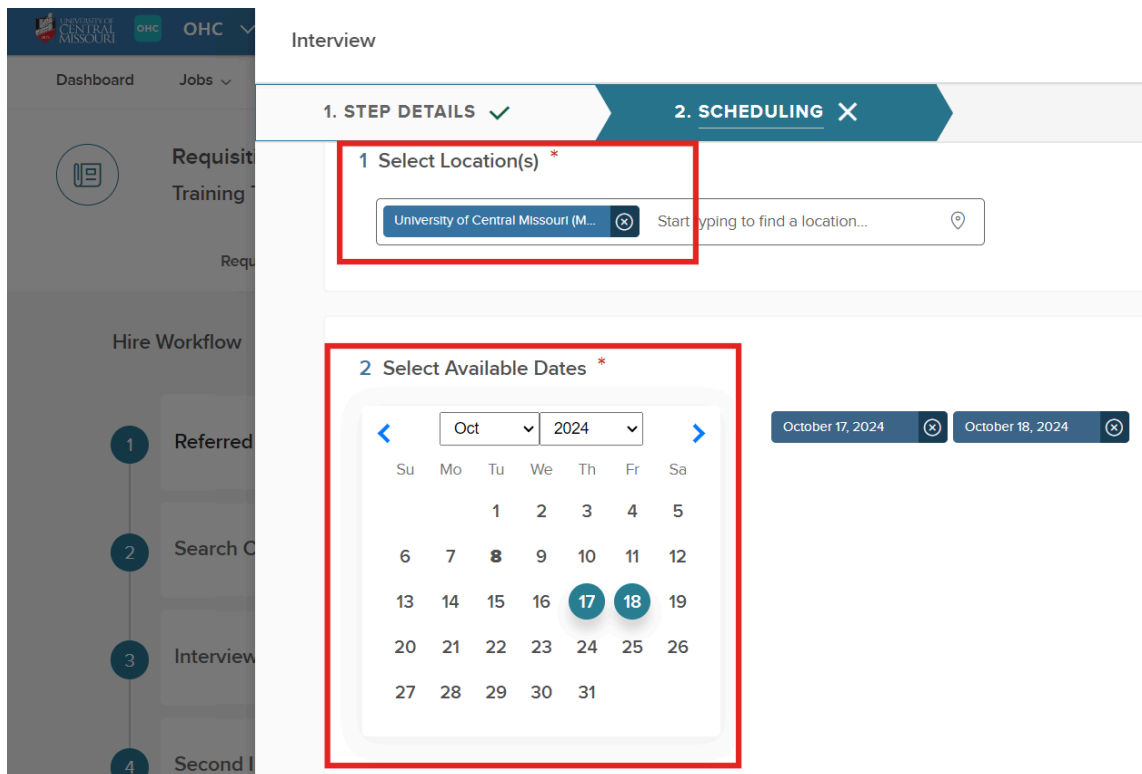 UNIVERSITY OF
CENTRAL
MISSOURI
OHC
OHC
Dashboard
Jobs
Requisiti
Training T
Requ
Hire Workflow
1
Referred
2
Search C
3
Interview
4
Second I
Interview
1. STEP DETAILS
2. SCHEDULING
1 Select Location(s) *
University of Central Missouri (M...
Start typing to find a location...
2 Select Available Dates *
Oct 2024
Su Mo Tu We Th Fr Sa
1 2 3 4 5
6 7 8 9 10 11 12
13 14 15 16 17 18 19
20 21 22 23 24 25 26
27 28 29 30 31
October 17, 2024
October 18, 2024